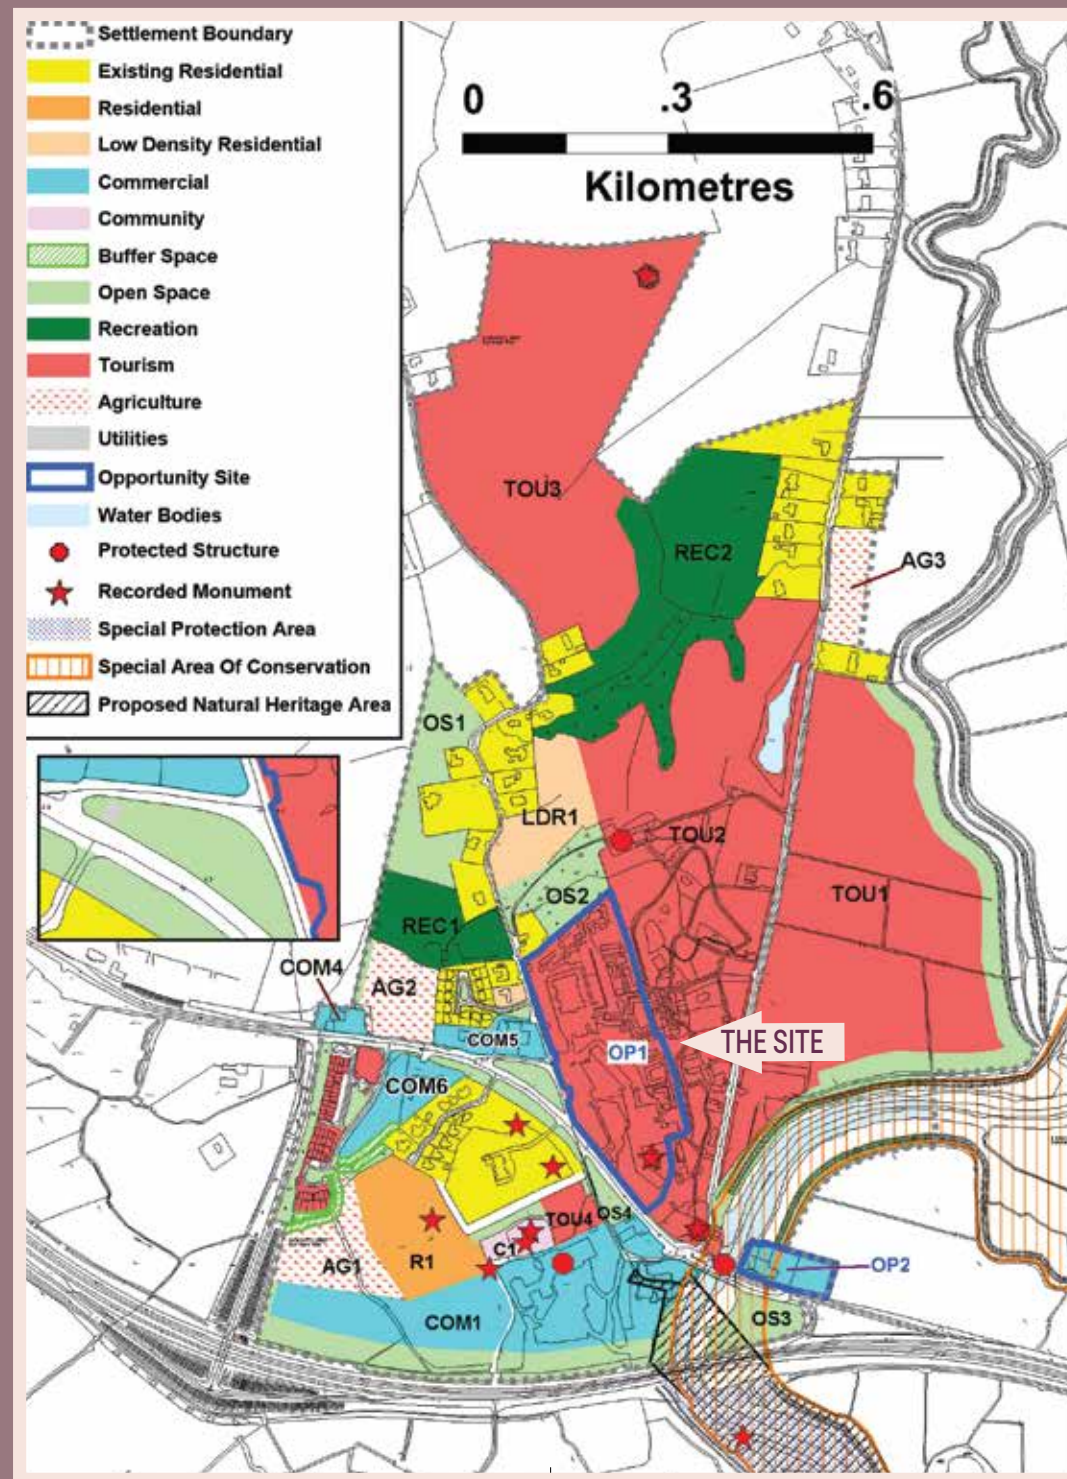 Settlement Boundary
Existing Residential
Residential
Low Density Residential
Commercial
Community
Buffer Space
Open Space
Recreation
Tourism
Agriculture
Utilities
Opportunity Site
Water Bodies
Protected Structure
Recorded Monument
Special Protection Area
Special Area Of Conservation
Proposed Natural Heritage Area
0 .3 .6
Kilometres
TOU3
REC2
AG3
OS1
LDR1
TOU2
OS2
TOU1
REC1
COM4
AG2
COM5
OP1
THE SITE
COM6
TOU4
OS4
C1
AG1
R1
OP2
COM1
OS3